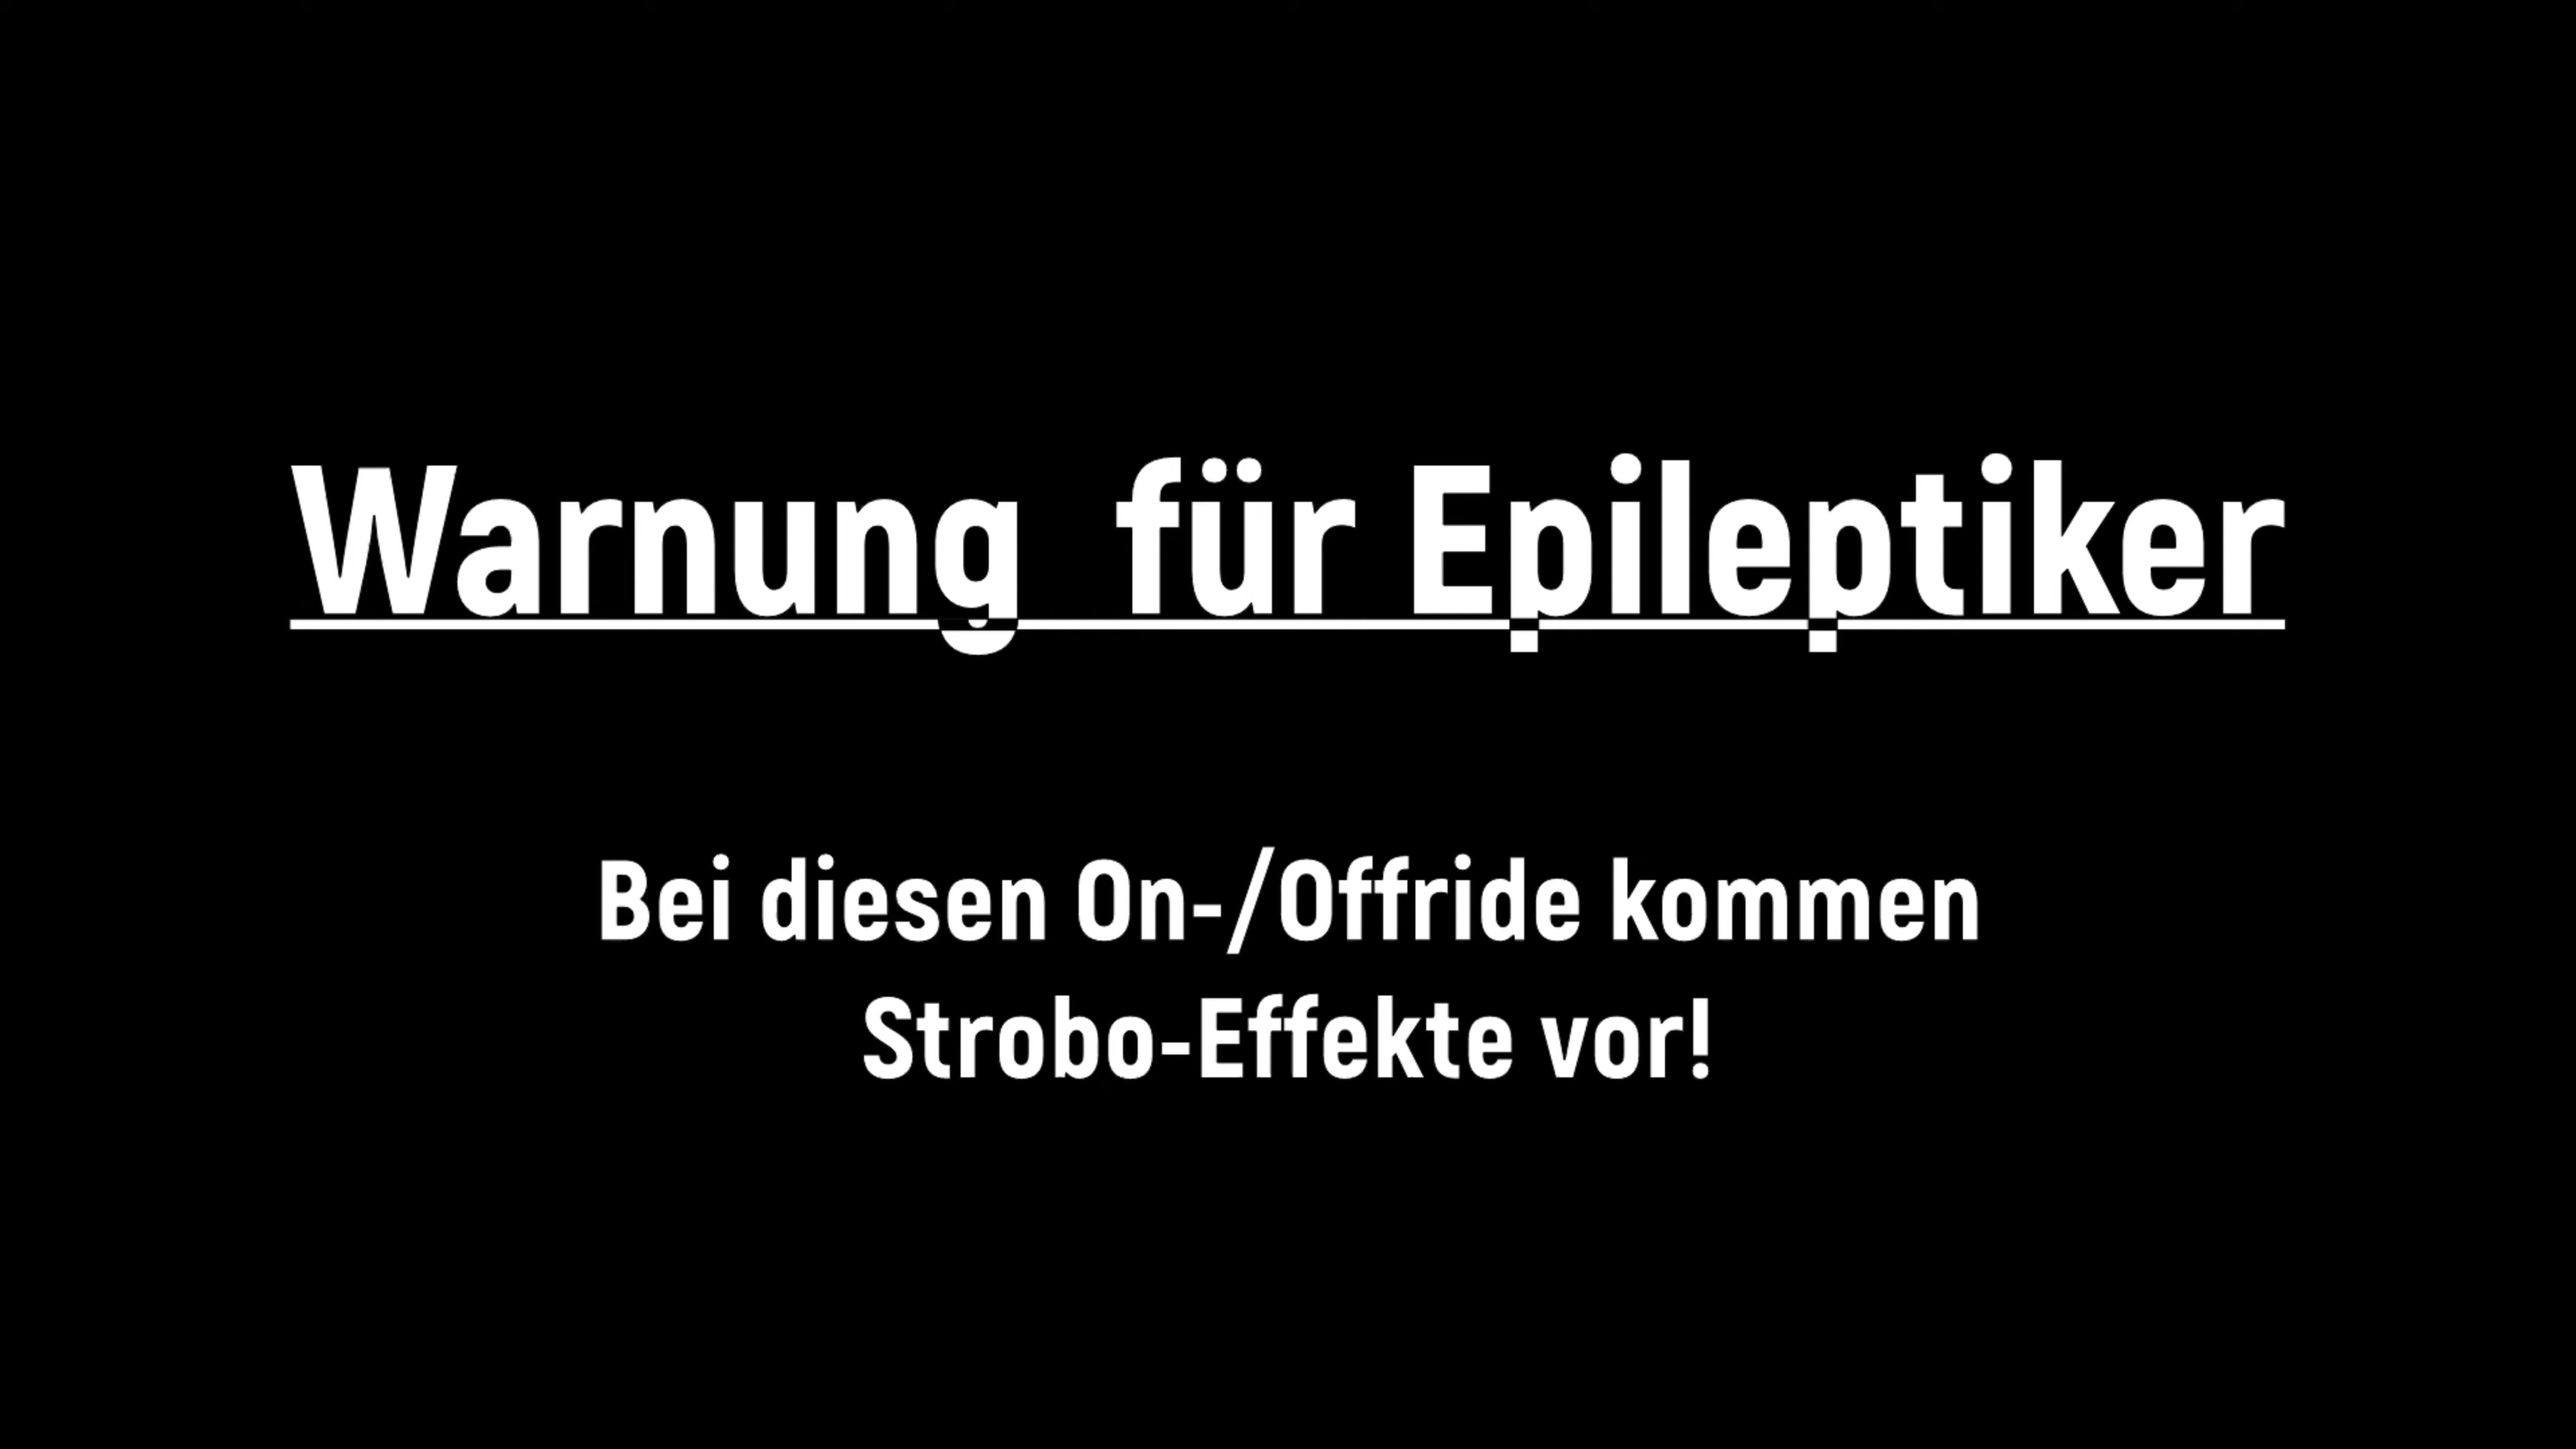 Warnung  für Epileptiker
Bei diesen On-/Offride kommen
Strobo-Effekte vor!